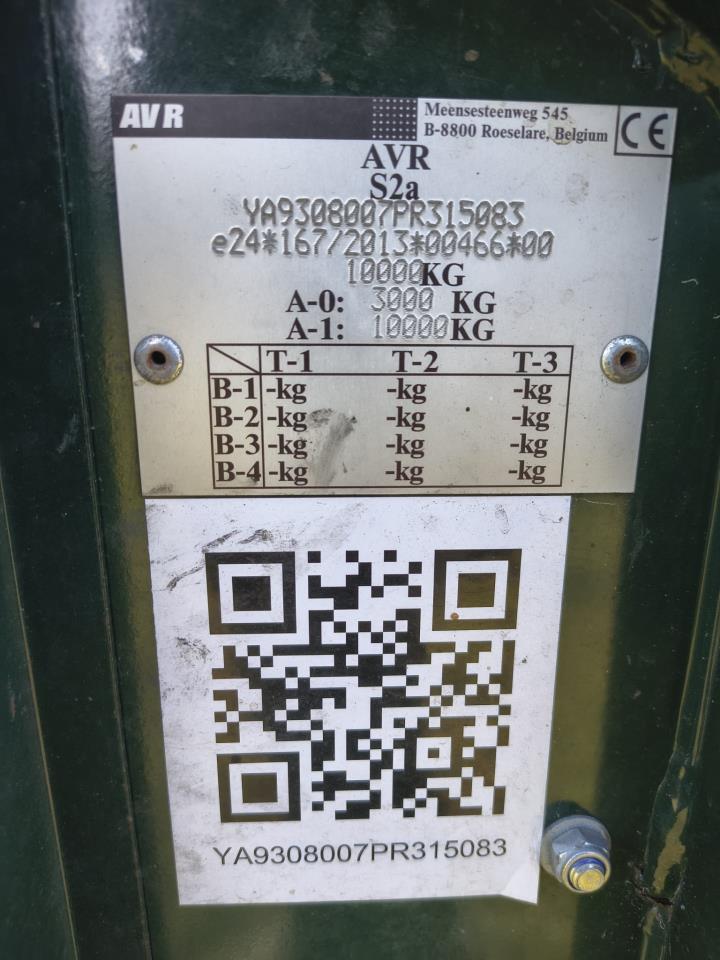 AVR
Meensesteenweg 545
B-8800 Roeselare, Belgium
CE
AVR
S2a
YA9308007PR315083
e24*167/2013*00466*00
10000KG
A-0: 3000 KG
A-1: 10000KG
T-1 T-2 T-3
B-1 -kg -kg -kg
B-2 -kg -kg -kg
B-3 -kg -kg -kg
B-4 -kg -kg -kg
YA9308007PR315083